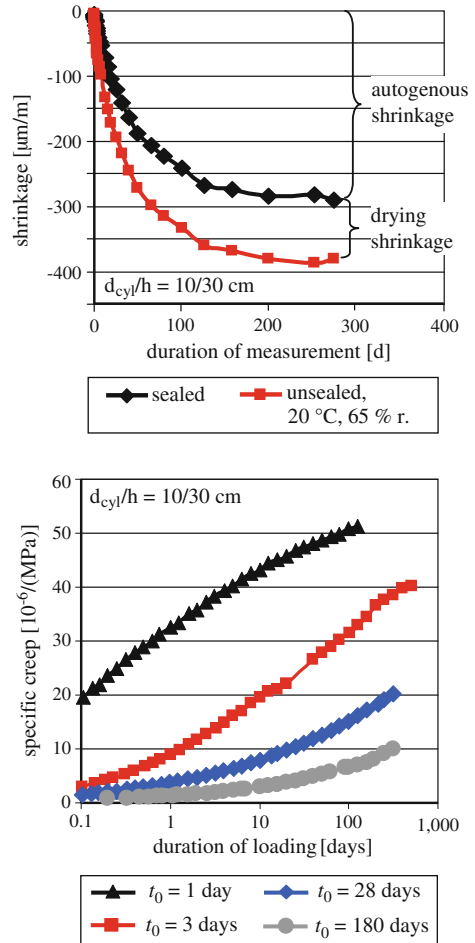 0
-100
-200
-300
-400
shrinkage [µm/m]
autogenous
shrinkage
drying
shrinkage
d_cyl/h = 10/30 cm
0 100 200 300 400
duration of measurement [d]
sealed
unsealed,
20 °C, 65 % r.
60
50
40
30
20
10
0
specific creep [10⁻⁶/(MPa)]
d_cyl/h = 10/30 cm
0.1 1 10 100 1,000
duration of loading [days]
t₀ = 1 day
t₀ = 28 days
t₀ = 3 days
t₀ = 180 days